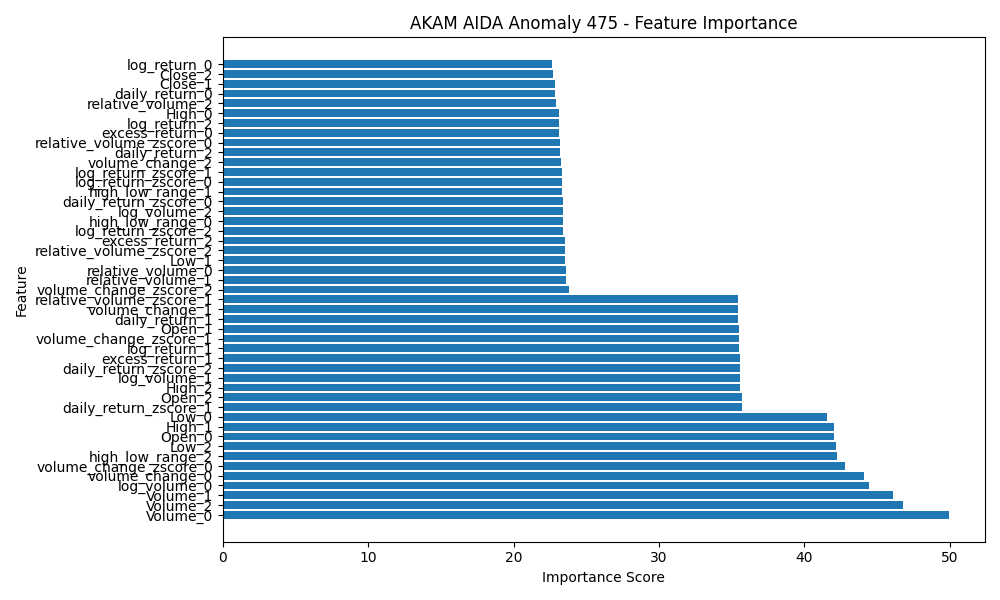 AKAM AIDA Anomaly 475 - Feature Importance
log_return_0
Close_2
Close_1
daily_return_0
relative_volume_2
High_0
log_return_2
excess_return_0
relative_volume_zscore_0
daily_return_2
volume_change_2
log_return_zscore_1
log_return_zscore_0
high_low_range_1
daily_return_zscore_0
log_volume_2
high_low_range_0
log_return_zscore_2
excess_return_2
relative_volume_zscore_2
Low_1
relative_volume_0
relative_volume_1
volume_change_zscore_2
relative_volume_zscore_1
volume_change_1
daily_return_1
Open_1
volume_change_zscore_1
log_return_1
excess_return_1
daily_return_zscore_2
log_volume_1
High_2
Open_2
daily_return_zscore_1
Low_0
High_1
Open_0
Low_2
high_low_range_2
volume_change_zscore_0
volume_change_0
log_volume_0
Volume_1
Volume_2
Volume_0
Feature
0 10 20 30 40 50
Importance Score